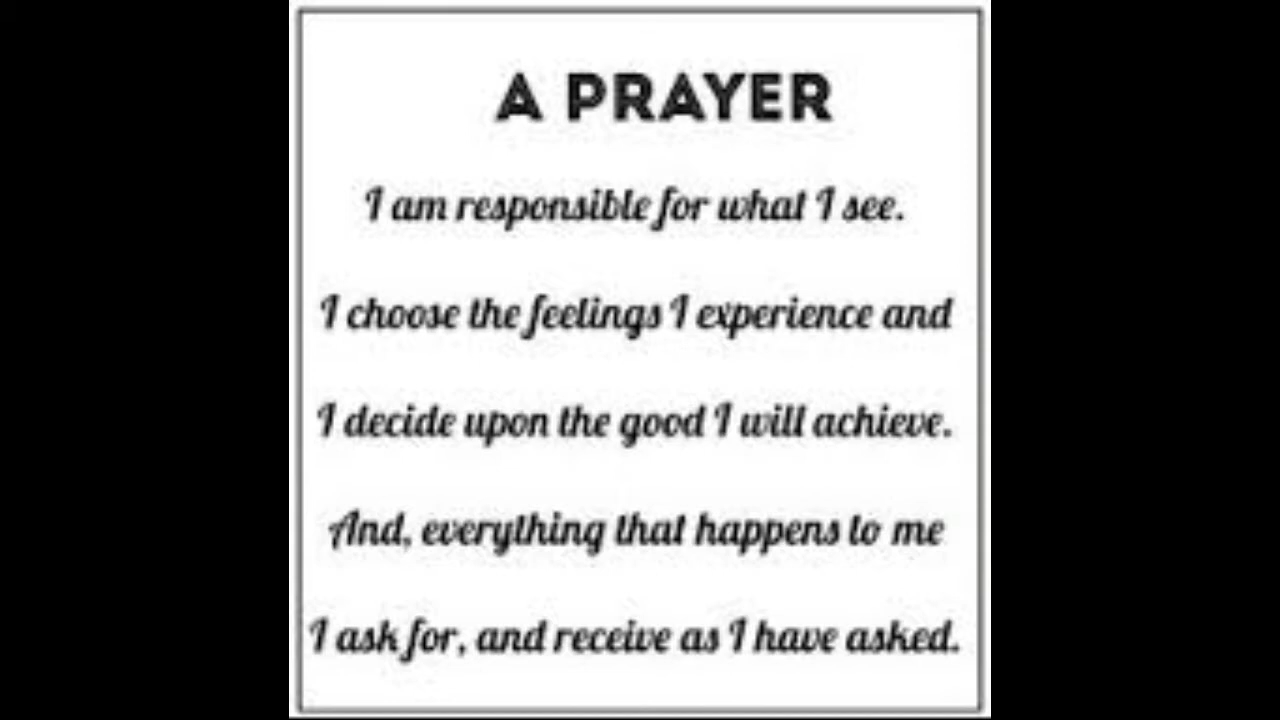 A PRAYER
I am responsible for what I see.
I choose the feelings I experience and
I decide upon the good I will achieve.
And, everything that happens to me
I ask for, and receive as I have asked.